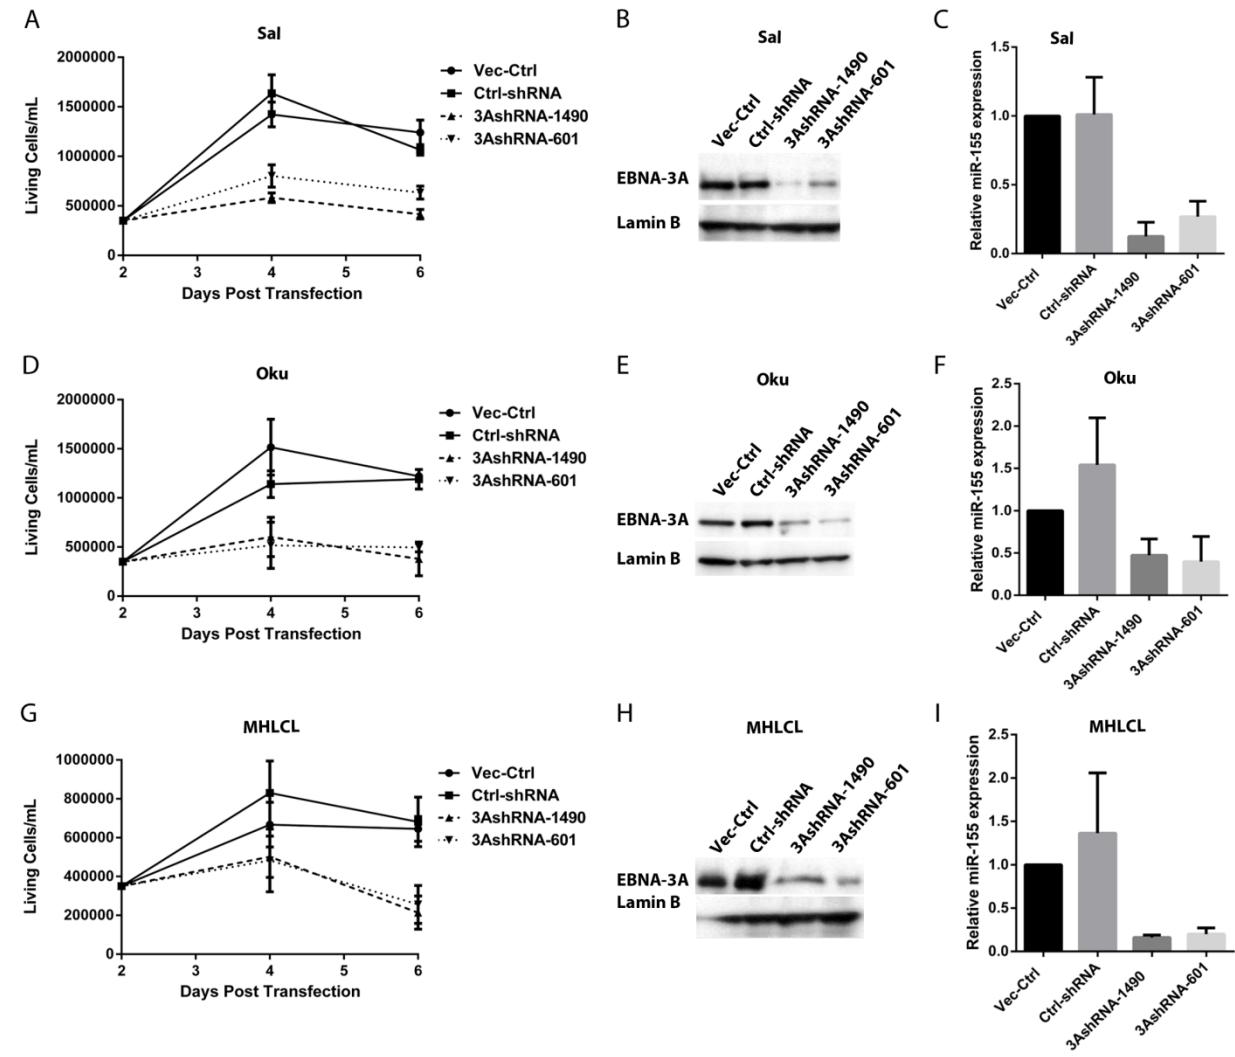 A
Sal
2000000
1500000
1000000
500000
0
Living Cells/mL
2 3 4 5 6
Days Post Transfection
Vec-Ctrl
Ctrl-shRNA
3AshRNA-1490
3AshRNA-601
B
Sal
Vec-Ctrl
Ctrl-shRNA
3AshRNA-1490
3AshRNA-601
EBNA-3A
Lamin B
C
Sal
1.5
1.0
0.5
0.0
Relative miR-155 expression
Vec-Ctrl
Ctrl-shRNA
3AshRNA-1490
3AshRNA-601
D
Oku
2000000
1500000
1000000
500000
0
Living Cells/mL
2 3 4 5 6
Days Post Transfection
Vec-Ctrl
Ctrl-shRNA
3AshRNA-1490
3AshRNA-601
E
Oku
Vec-Ctrl
Ctrl-shRNA
3AshRNA-1490
3AshRNA-601
EBNA-3A
Lamin B
F
Oku
2.5
2.0
1.5
1.0
0.5
0.0
Relative miR-155 expression
Vec-Ctrl
Ctrl-shRNA
3AshRNA-1490
3AshRNA-601
G
MHLCL
1000000
800000
600000
400000
200000
0
Living Cells/mL
2 3 4 5 6
Days Post Transfection
Vec-Ctrl
Ctrl-shRNA
3AshRNA-1490
3AshRNA-601
H
MHLCL
Vec-Ctrl
Ctrl-shRNA
3AshRNA-1490
3AshRNA-601
EBNA-3A
Lamin B
I
MHLCL
2.5
2.0
1.5
1.0
0.5
0.0
Relative miR-155 expression
Vec-Ctrl
Ctrl-shRNA
3AshRNA-1490
3AshRNA-601